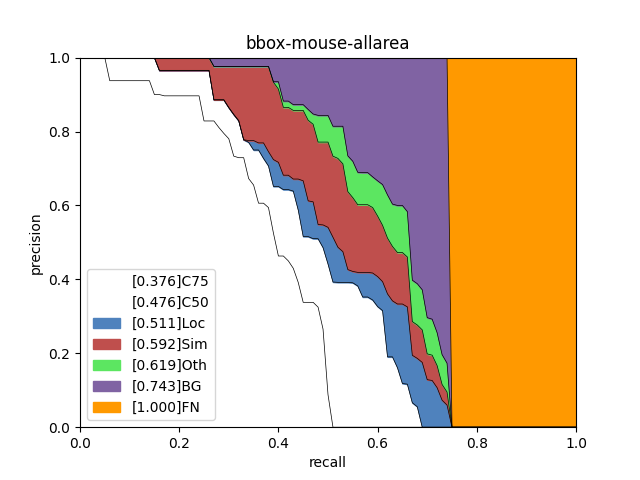 bbox-mouse-allarea
1.0
0.8
0.6
0.4
0.2
0.0
precision
[0.376]C75
[0.476]C50
[0.511]Loc
[0.592]Sim
[0.619]Oth
[0.743]BG
[1.000]FN
0.0 0.2 0.4 0.6 0.8 1.0
recall